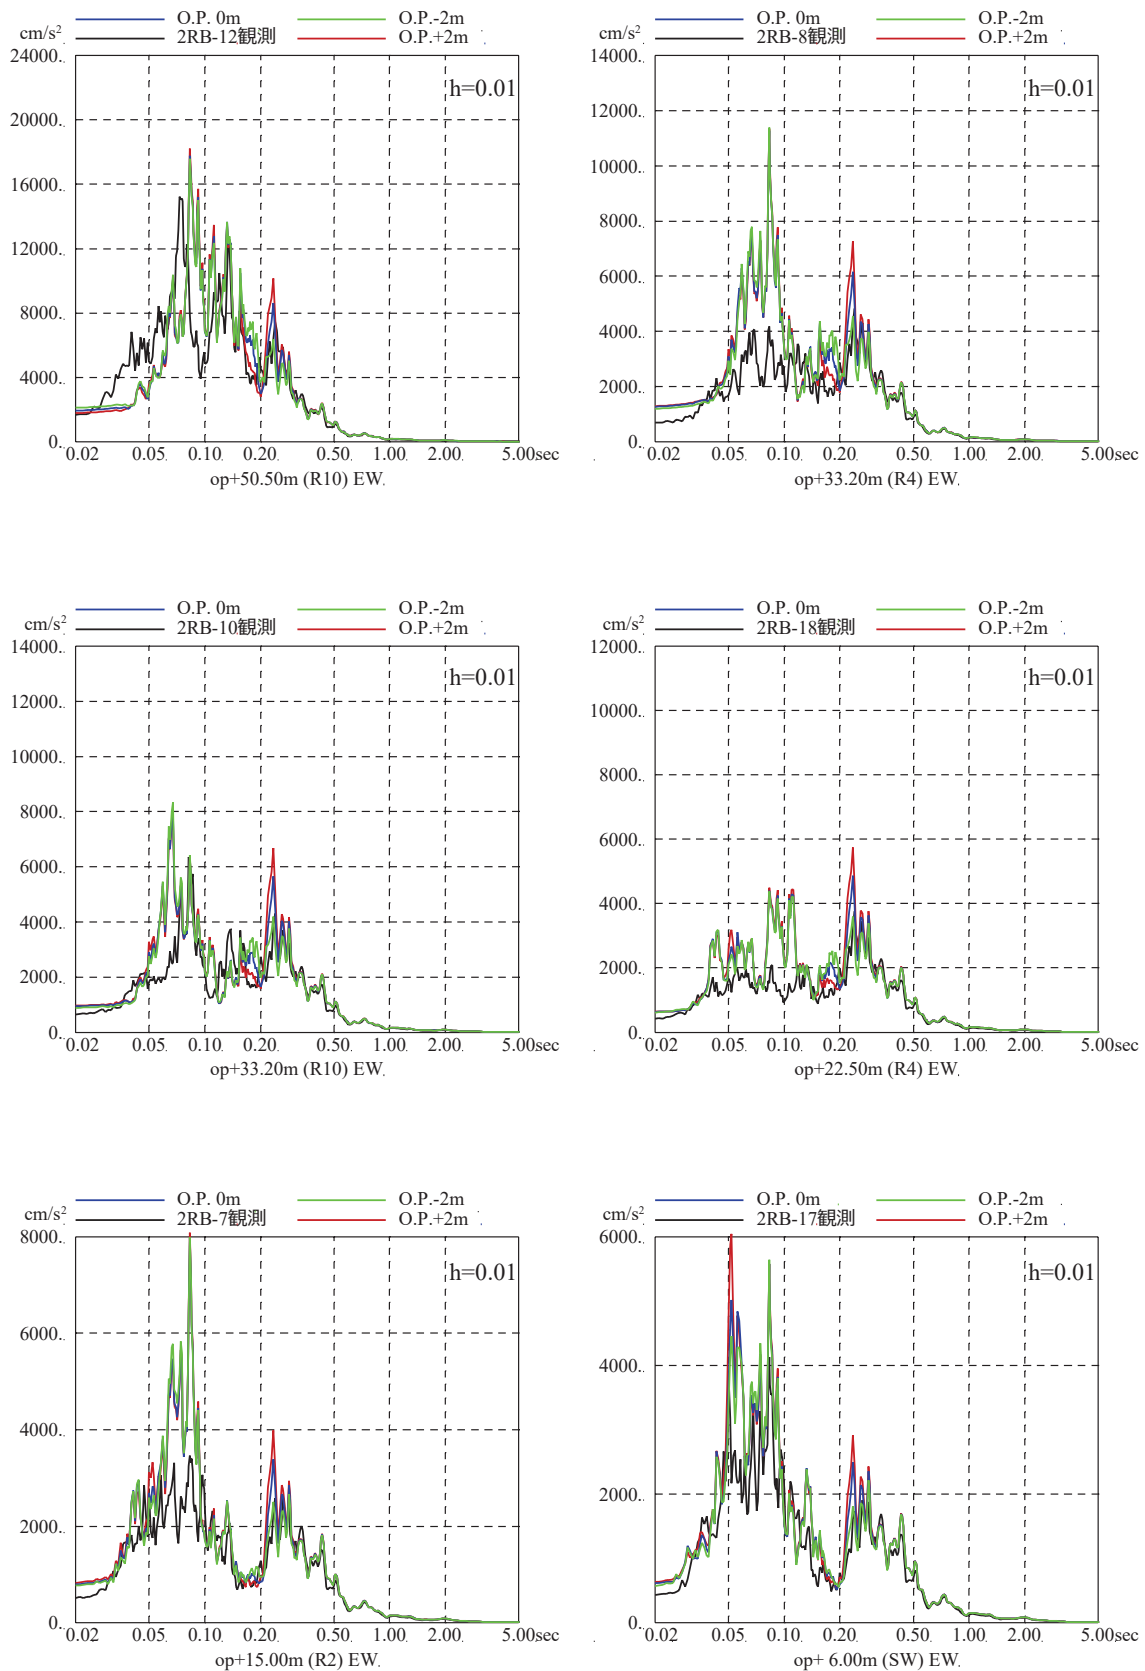 O.P. 0m O.P.-2m
cm/s² 2RB-12観測 O.P.+2m
24000.
h=0.01
20000.
16000.
12000.
8000.
4000.
0.
0.02 0.05 0.10 0.20 0.50 1.00 2.00 5.00sec
op+50.50m (R10) EW
O.P. 0m O.P.-2m
cm/s² 2RB-8観測 O.P.+2m
14000.
h=0.01
12000.
10000.
8000.
6000.
4000.
2000.
0.
0.02 0.05 0.10 0.20 0.50 1.00 2.00 5.00sec
op+33.20m (R4) EW
O.P. 0m O.P.-2m
cm/s² 2RB-10観測 O.P.+2m
14000.
h=0.01
12000.
10000.
8000.
6000.
4000.
2000.
0.
0.02 0.05 0.10 0.20 0.50 1.00 2.00 5.00sec
op+33.20m (R10) EW
O.P. 0m O.P.-2m
cm/s² 2RB-18観測 O.P.+2m
12000.
h=0.01
10000.
8000.
6000.
4000.
2000.
0.
0.02 0.05 0.10 0.20 0.50 1.00 2.00 5.00sec
op+22.50m (R4) EW
O.P. 0m O.P.-2m
cm/s² 2RB-7観測 O.P.+2m
8000.
h=0.01
6000.
4000.
2000.
0.
0.02 0.05 0.10 0.20 0.50 1.00 2.00 5.00sec
op+15.00m (R2) EW
O.P. 0m O.P.-2m
cm/s² 2RB-17観測 O.P.+2m
6000.
h=0.01
4000.
2000.
0.
0.02 0.05 0.10 0.20 0.50 1.00 2.00 5.00sec
op+ 6.00m (SW) EW